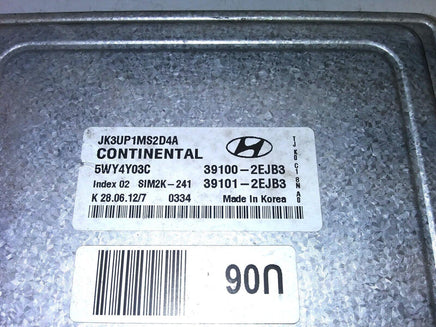 JK3UP1MS2D4A
CONTINENTAL
5WY4Y03C 39100-2EJB3
Index 02 SIM2K-241 39101-2EJB3
K 28.06.12/7 0334 Made In Korea
U06